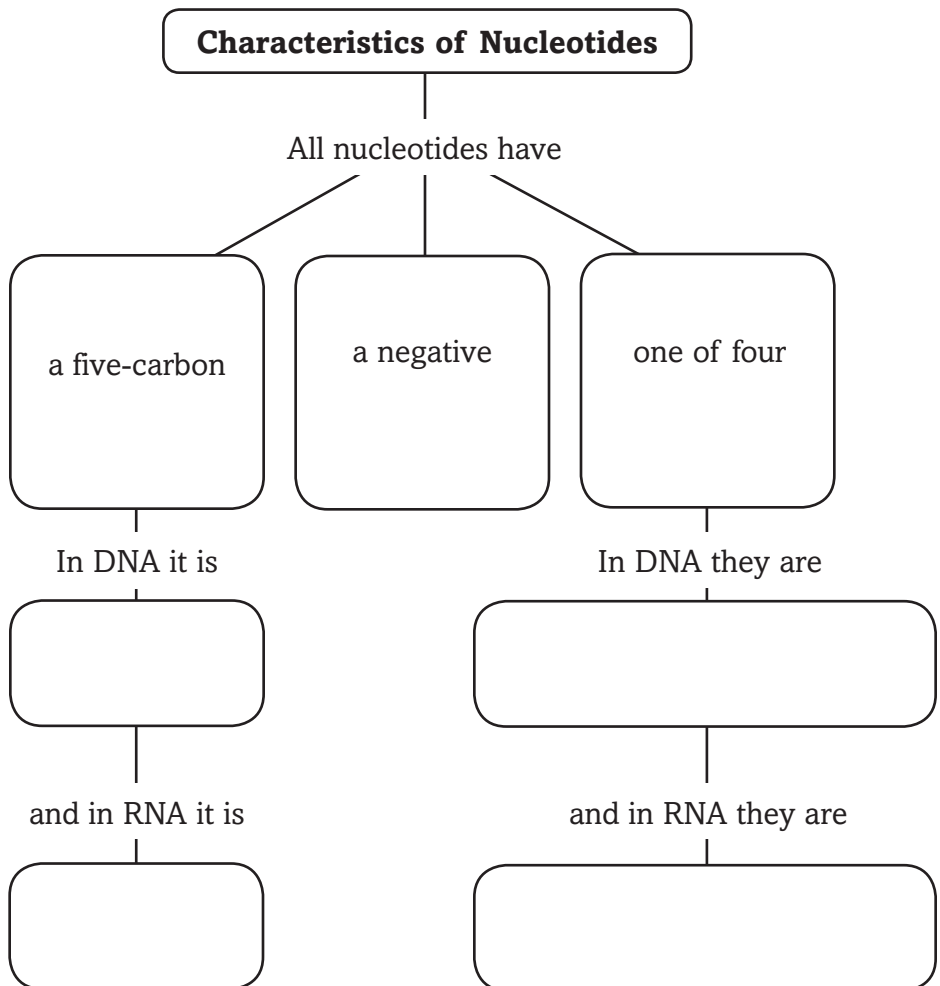 Characteristics of Nucleotides
All nucleotides have
a five-carbon
a negative
one of four
In DNA it is
In DNA they are
and in RNA it is
and in RNA they are